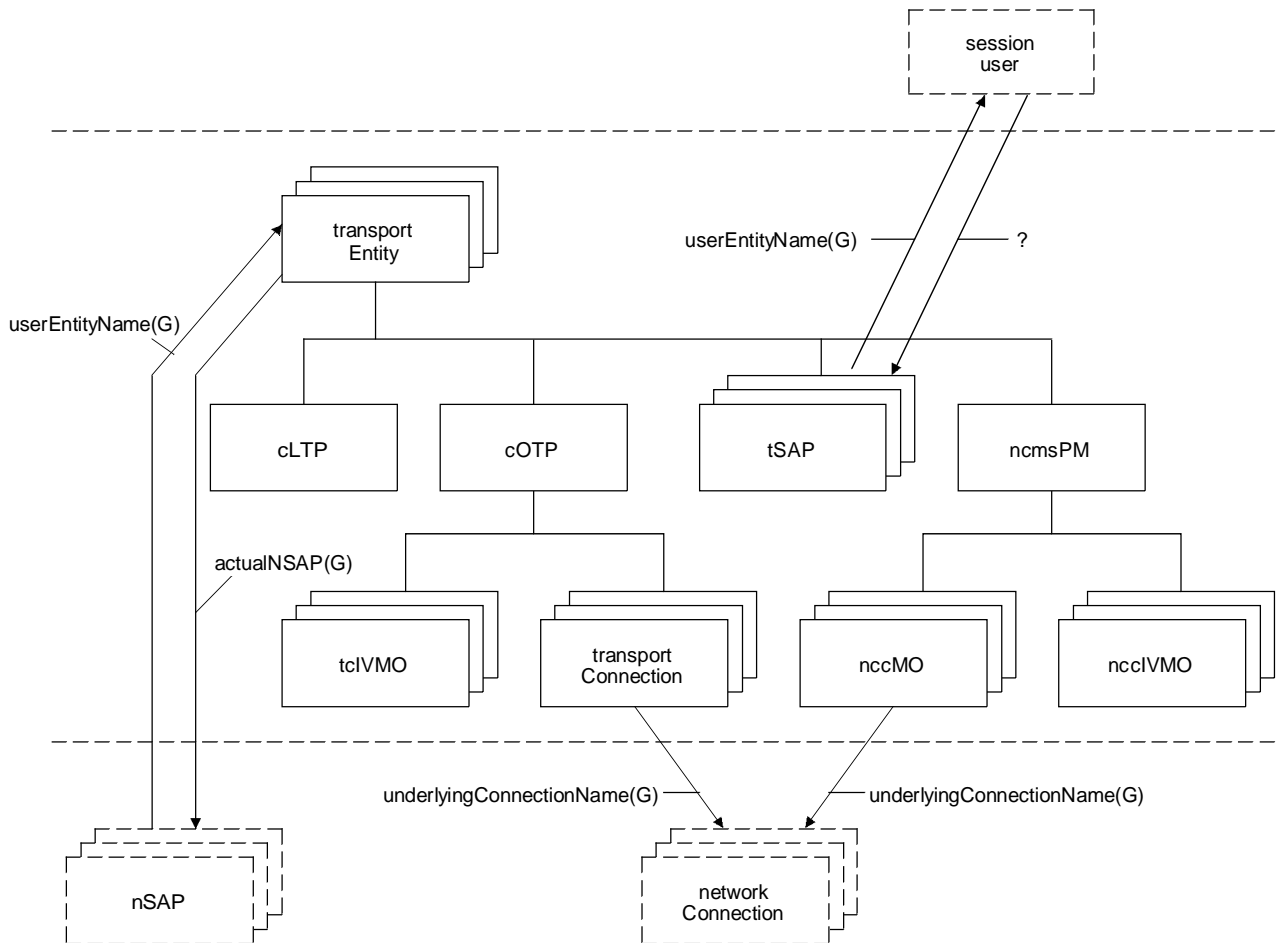 session
user
userEntityName(G)
?
transport
Entity
userEntityName(G)
cLTP
cOTP
tSAP
ncmsPM
actualNSAP(G)
tcIVMO
transport
Connection
nccMO
nccIVMO
underlyingConnectionName(G)
underlyingConnectionName(G)
nSAP
network
Connection